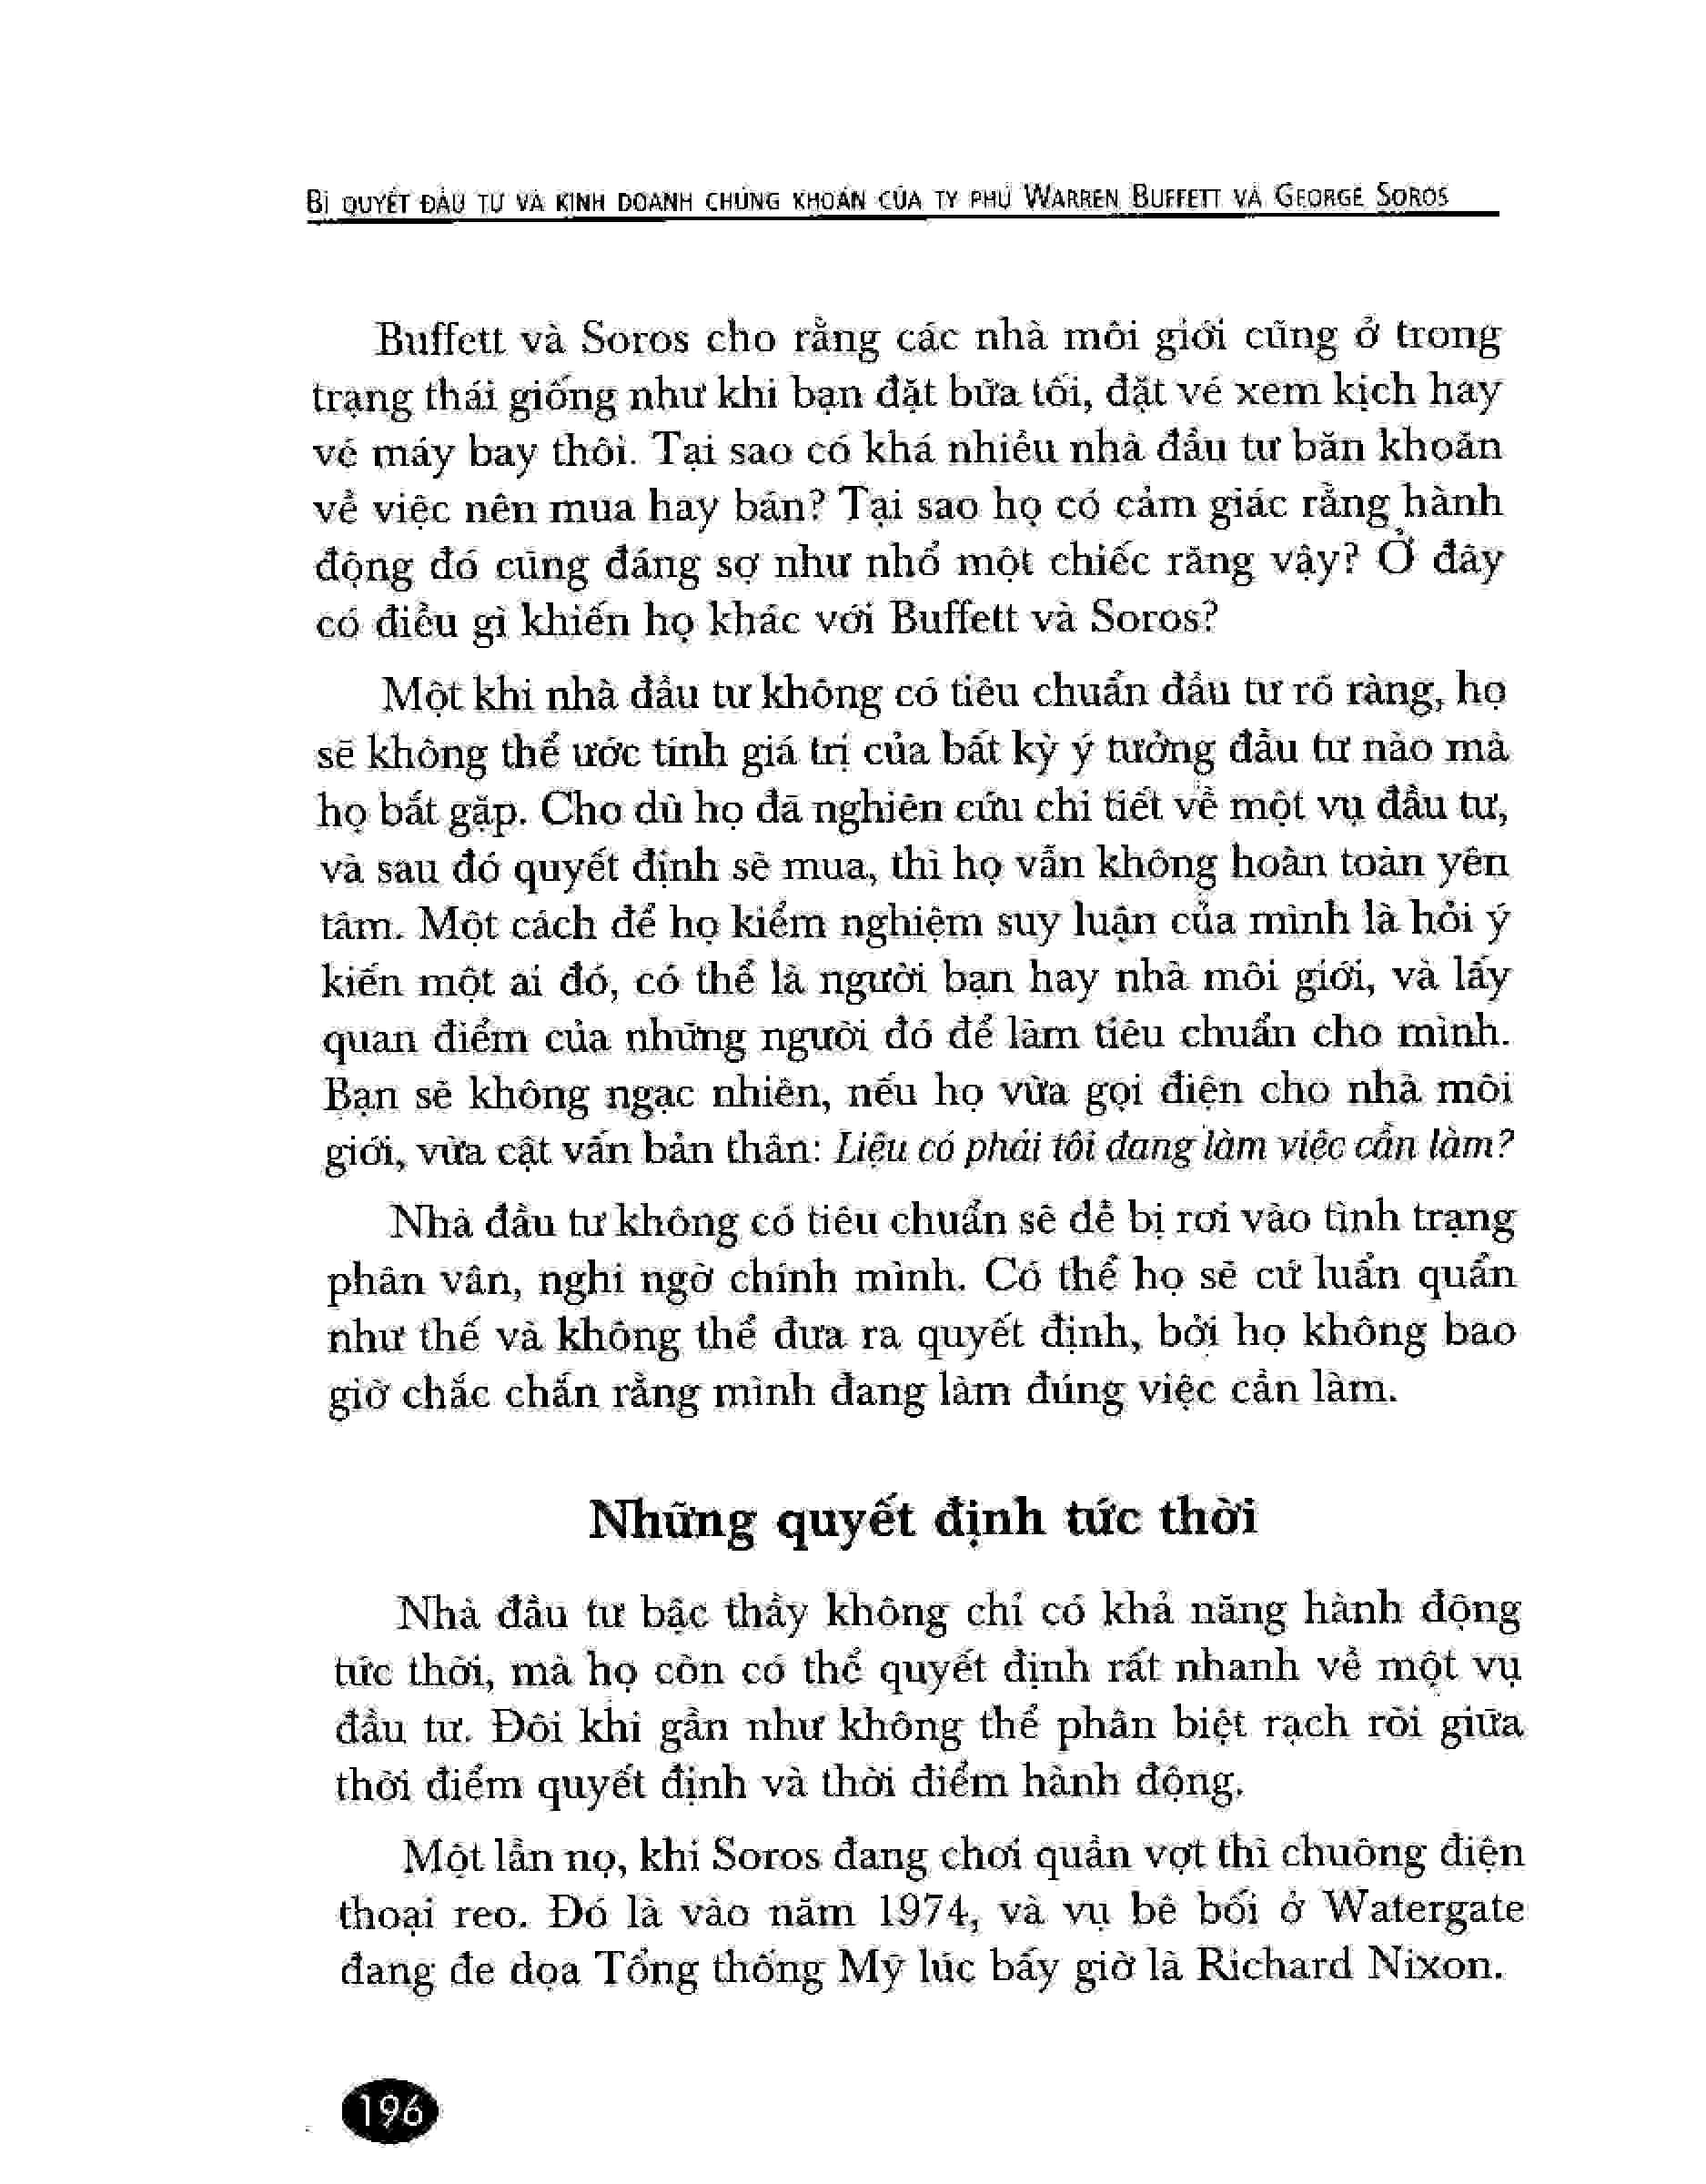 BÍ QUYẾT ĐẦU TƯ VÀ KINH DOANH CHỨNG KHOÁN CỦA TỶ PHÚ WARREN BUFFETT VÀ GEORGE SOROS
Buffett và Soros cho rằng các nhà môi giới cũng ở trong
trạng thái giống như khi bạn đặt bữa tối, đặt vé xem kịch hay
vé máy bay thôi. Tại sao có khá nhiều nhà đầu tư băn khoăn
về việc nên mua hay bán? Tại sao họ có cảm giác rằng hành
động đó cũng đáng sợ như nhổ một chiếc răng vậy? Ở đây
có điều gì khiến họ khác với Buffett và Soros?
Một khi nhà đầu tư không có tiêu chuẩn đầu tư rõ ràng, họ
sẽ không thể ước tính giá trị của bất kỳ ý tưởng đầu tư nào mà
họ bắt gặp. Cho dù họ đã nghiên cứu chi tiết về một vụ đầu tư,
và sau đó quyết định sẽ mua, thì họ vẫn không hoàn toàn yên
tâm. Một cách để họ kiểm nghiệm suy luận của mình là hỏi ý
kiến một ai đó, có thể là người bạn hay nhà môi giới, và lấy
quan điểm của những người đó để làm tiêu chuẩn cho mình.
Bạn sẽ không ngạc nhiên, nếu họ vừa gọi điện cho nhà môi
giới, vừa cật vấn bản thân: Liệu có phải tôi đang làm việc cần làm?
Nhà đầu tư không có tiêu chuẩn sẽ dễ bị rơi vào tình trạng
phân vân, nghi ngờ chính mình. Có thể họ sẽ cứ luẩn quẩn
như thế và không thể đưa ra quyết định, bởi họ không bao
giờ chắc chắn rằng mình đang làm đúng việc cần làm.
Những quyết định tức thời
Nhà đầu tư bậc thầy không chỉ có khả năng hành động
tức thời, mà họ còn có thể quyết định rất nhanh về một vụ
đầu tư. Đôi khi gần như không thể phân biệt rạch ròi giữa
thời điểm quyết định và thời điểm hành động.
Một lần nọ, khi Soros đang chơi quần vợt thì chuông điện
thoại reo. Đó là vào năm 1974, và vụ bê bối ở Watergate
đang đe dọa Tổng thống Mỹ lúc bấy giờ là Richard Nixon.
196